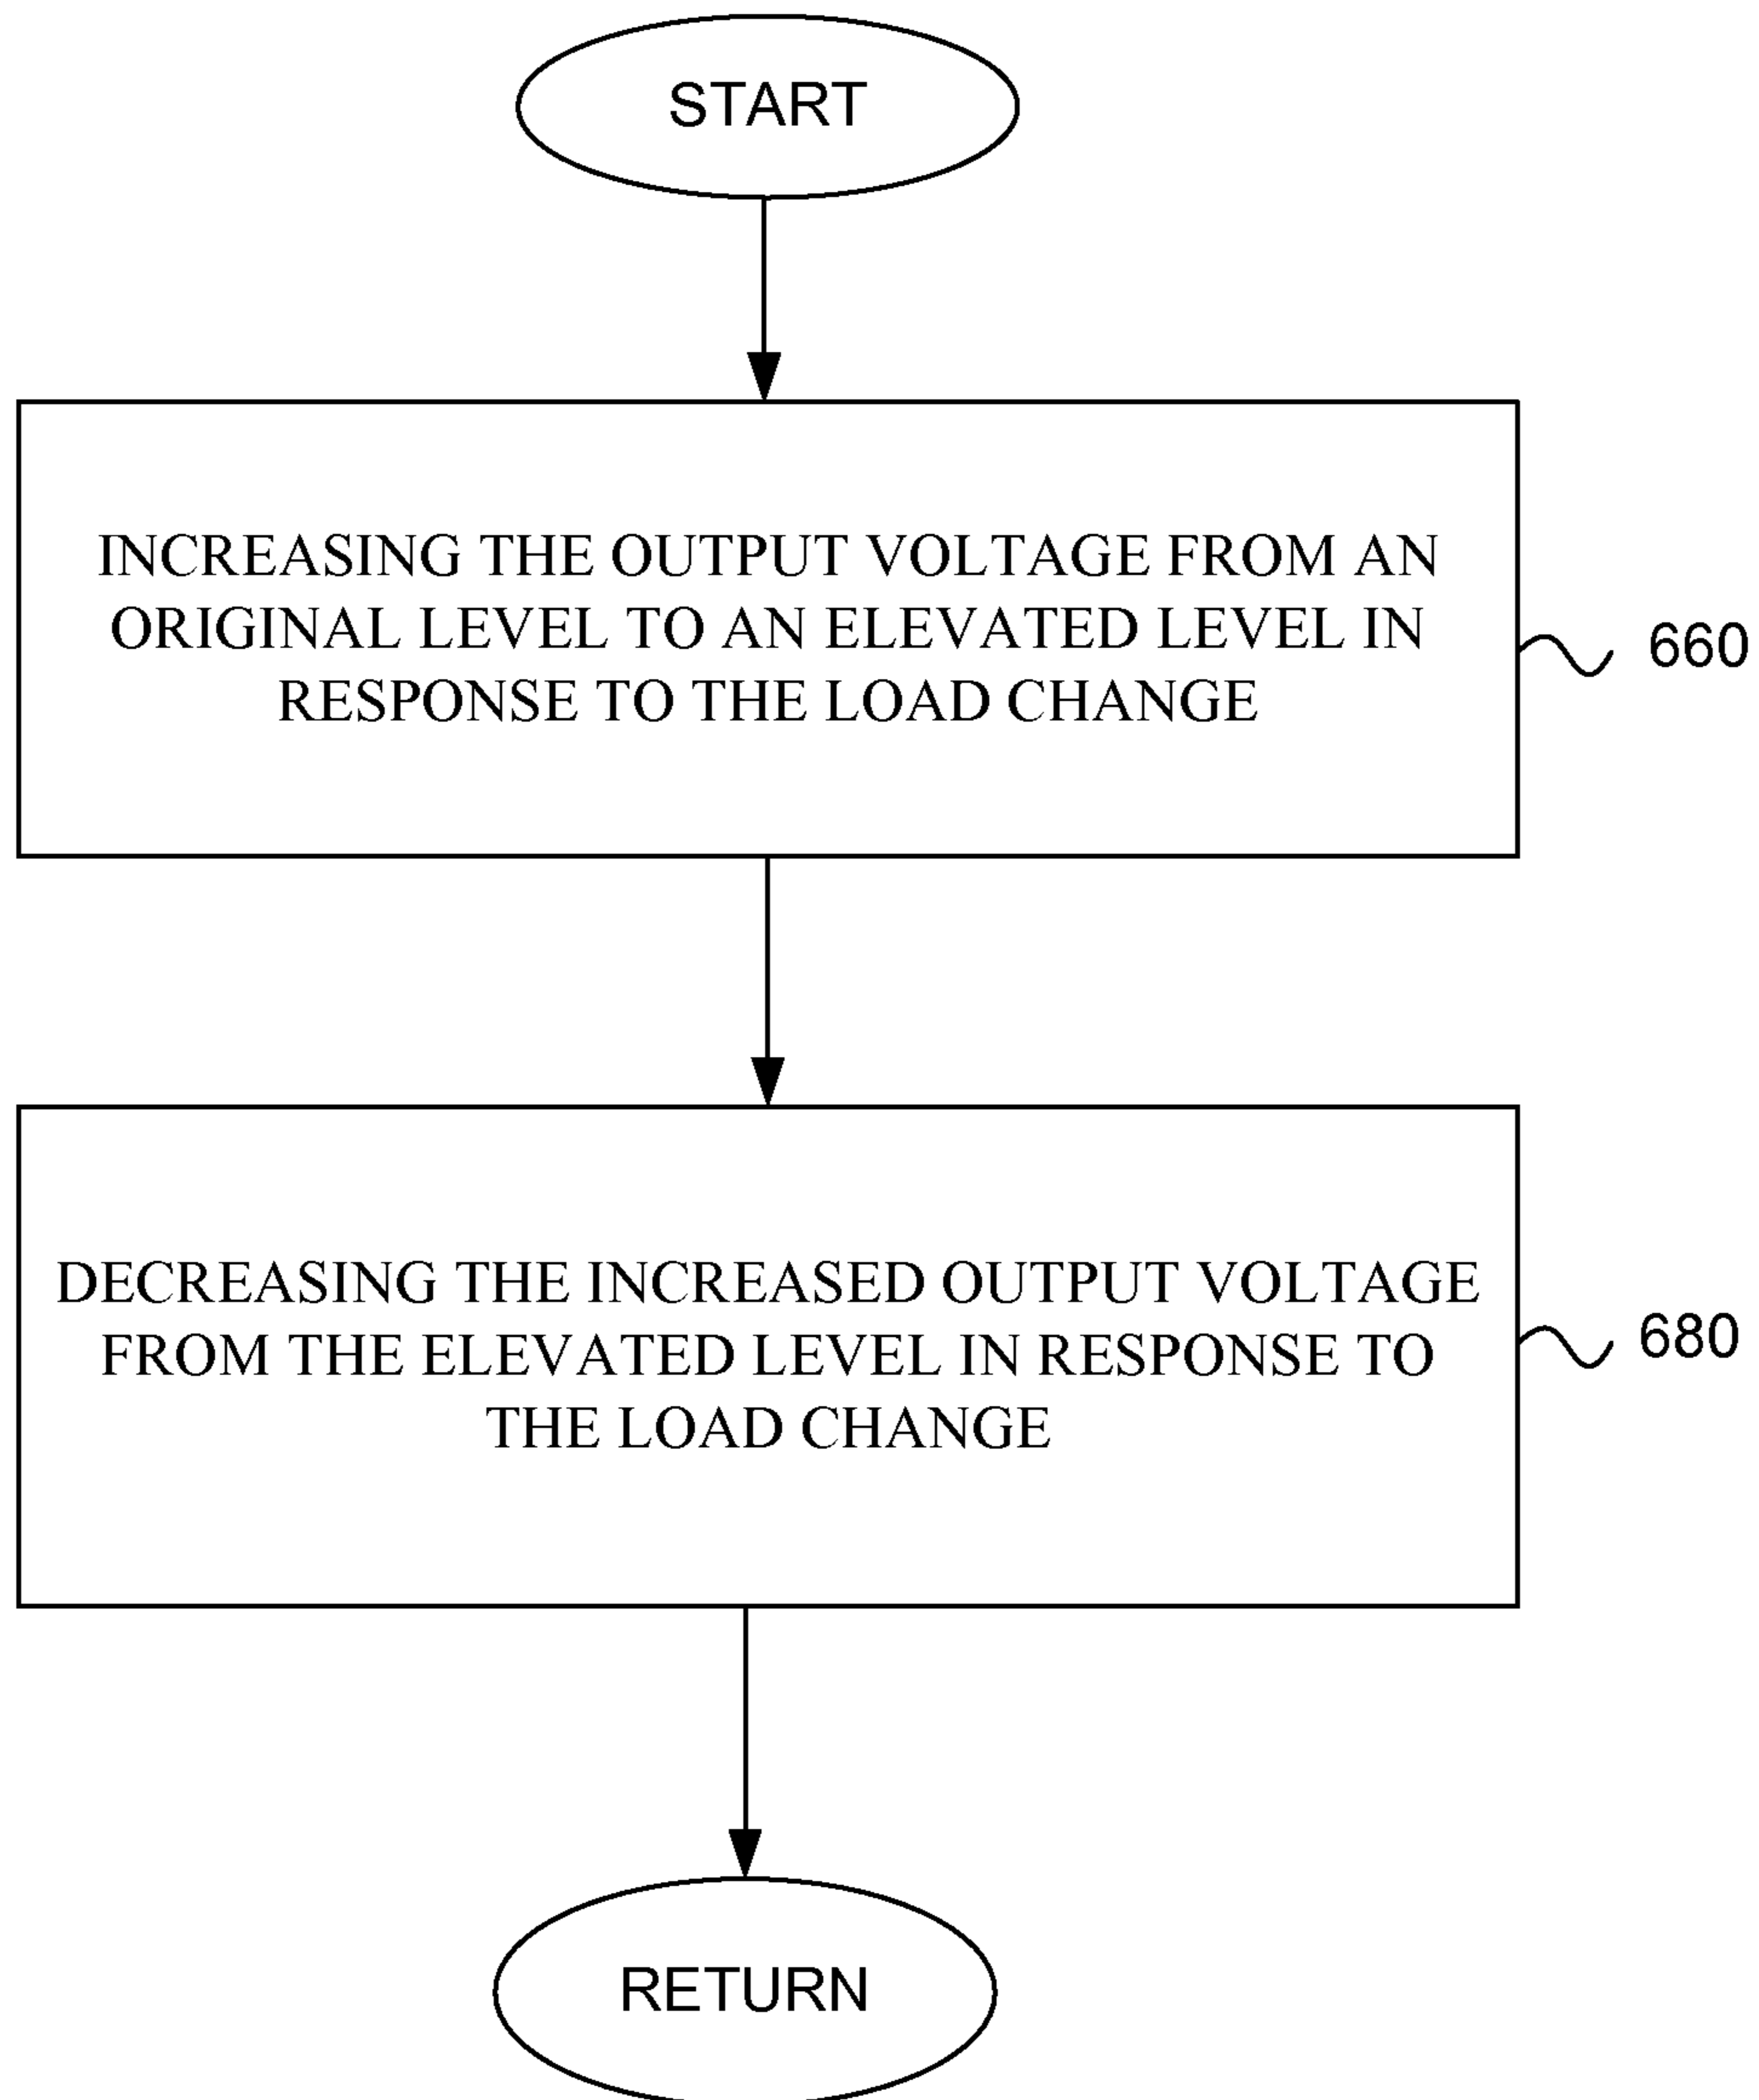 START
INCREASING THE OUTPUT VOLTAGE FROM AN
ORIGINAL LEVEL TO AN ELEVATED LEVEL IN
RESPONSE TO THE LOAD CHANGE
660
DECREASING THE INCREASED OUTPUT VOLTAGE
FROM THE ELEVATED LEVEL IN RESPONSE TO
THE LOAD CHANGE
680
RETURN